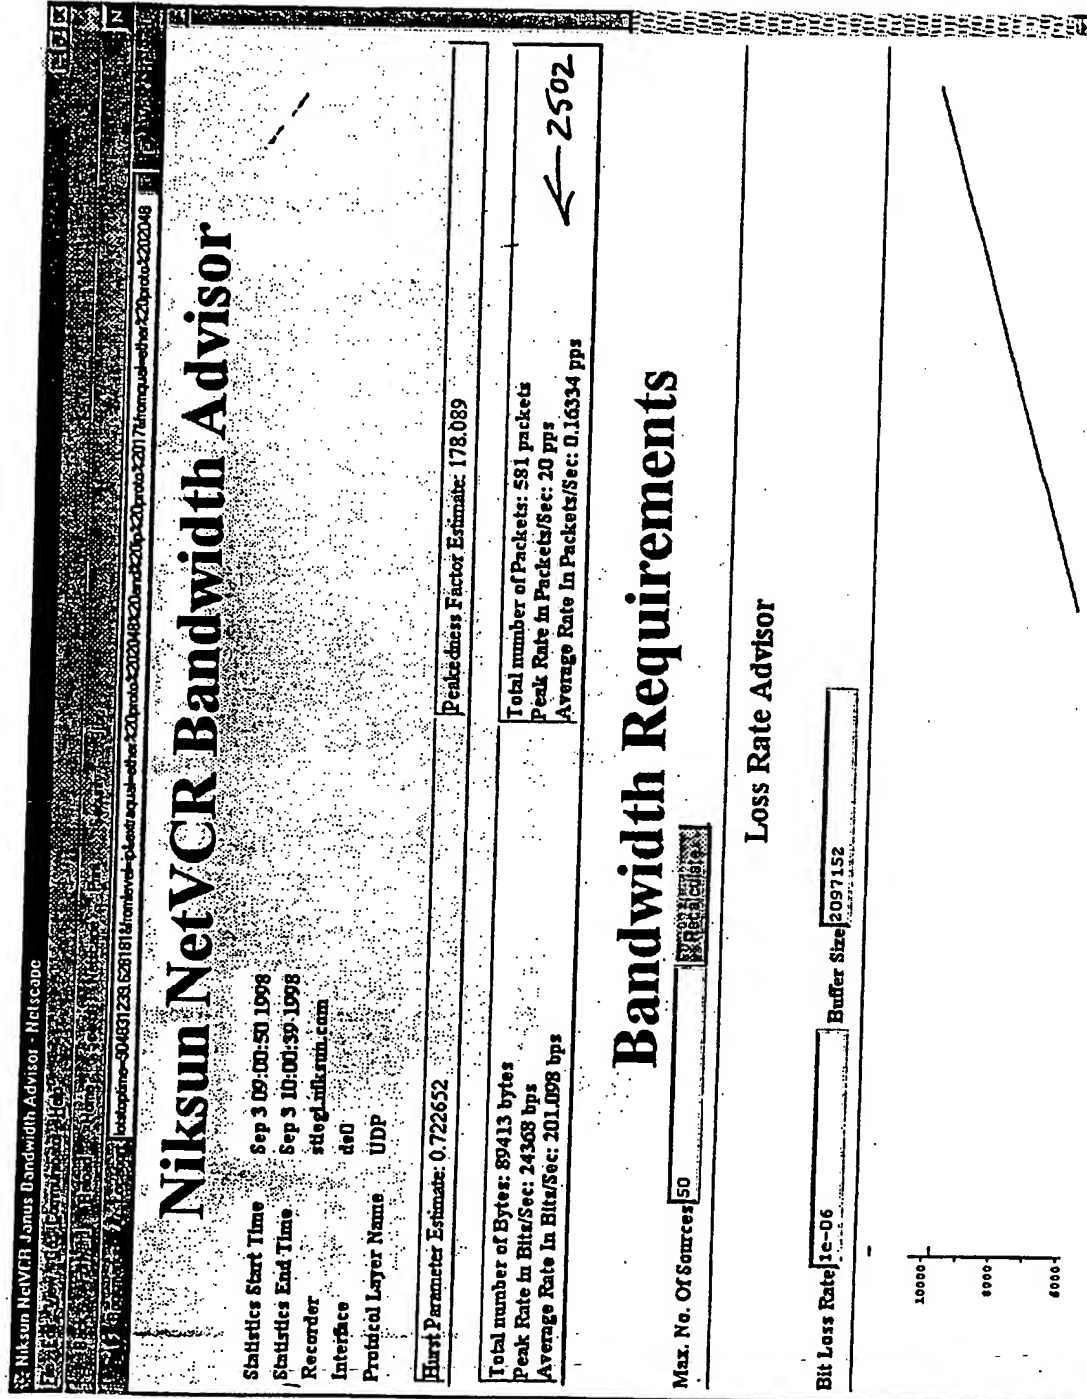 Niksun NetVCR Janus Bandwidth Advisor - Netscape
Niksun NetVCR Bandwidth Advisor
Statistics Start Time Sep 3 09:00:50 1998
Statistics End Time Sep 3 10:00:39 1998
Recorder stiegl.niksun.com
Interface de0
Protocol Layer Name UDP
Hurst Parameter Estimate: 0.722652
Peakedness Factor Estimate: 178.089
Total number of Bytes: 89413 bytes
Peak Rate in Bits/Sec: 24368 bps
Average Rate In Bits/Sec: 201.098 bps
Total number of Packets: 581 packets
Peak Rate in Packets/Sec: 20 pps
Average Rate In Packets/Sec: 0.16334 pps
← 2502
Bandwidth Requirements
Max. No. Of Sources 50 Recalculate
Loss Rate Advisor
Bit Loss Rate 1e-06 Buffer Size 2097152
10000
8000
6000